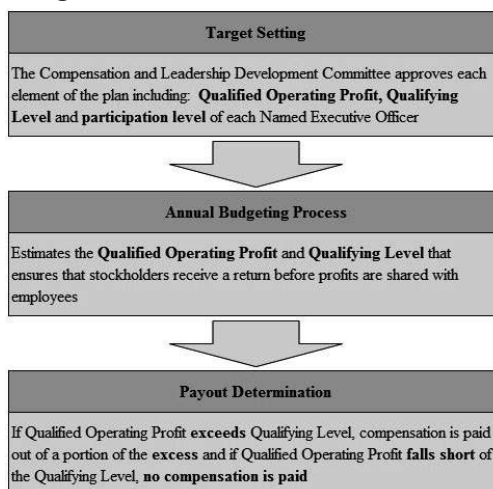 Target Setting
The Compensation and Leadership Development Committee approves each
element of the plan including: Qualified Operating Profit, Qualifying
Level and participation level of each Named Executive Officer
Annual Budgeting Process
Estimates the Qualified Operating Profit and Qualifying Level that
ensures that stockholders receive a return before profits are shared with
employees
Payout Determination
If Qualified Operating Profit exceeds Qualifying Level, compensation is paid
out of a portion of the excess and if Qualified Operating Profit falls short of
the Qualifying Level, no compensation is paid